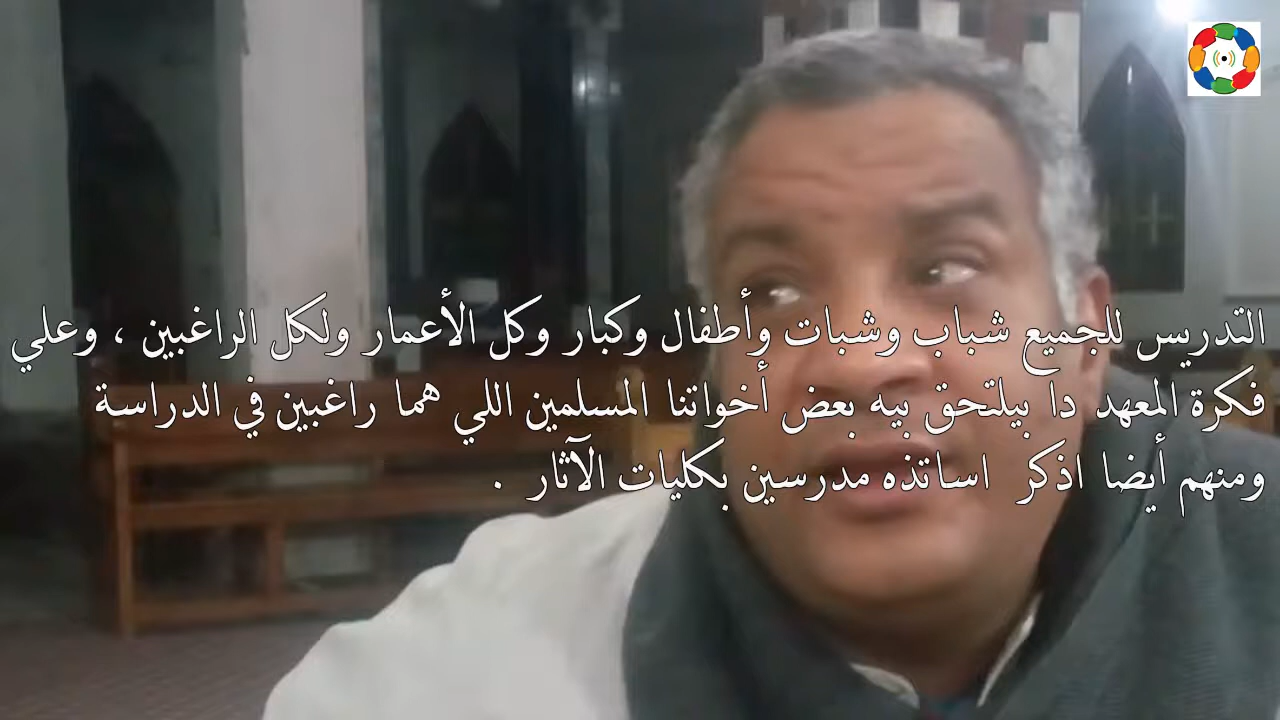 التدريس للجميع شباب وشبات وأطفال وكبار وكل الأعمار ولكل الراغبين ، وعلي
فكرة المعهد دا بيلتحق بيه بعض أخواتنا المسلمين اللي هما راغبين في الدراسة
ومنهم أيضا اذكر اساتذه مدرسين بكليات الآثار .